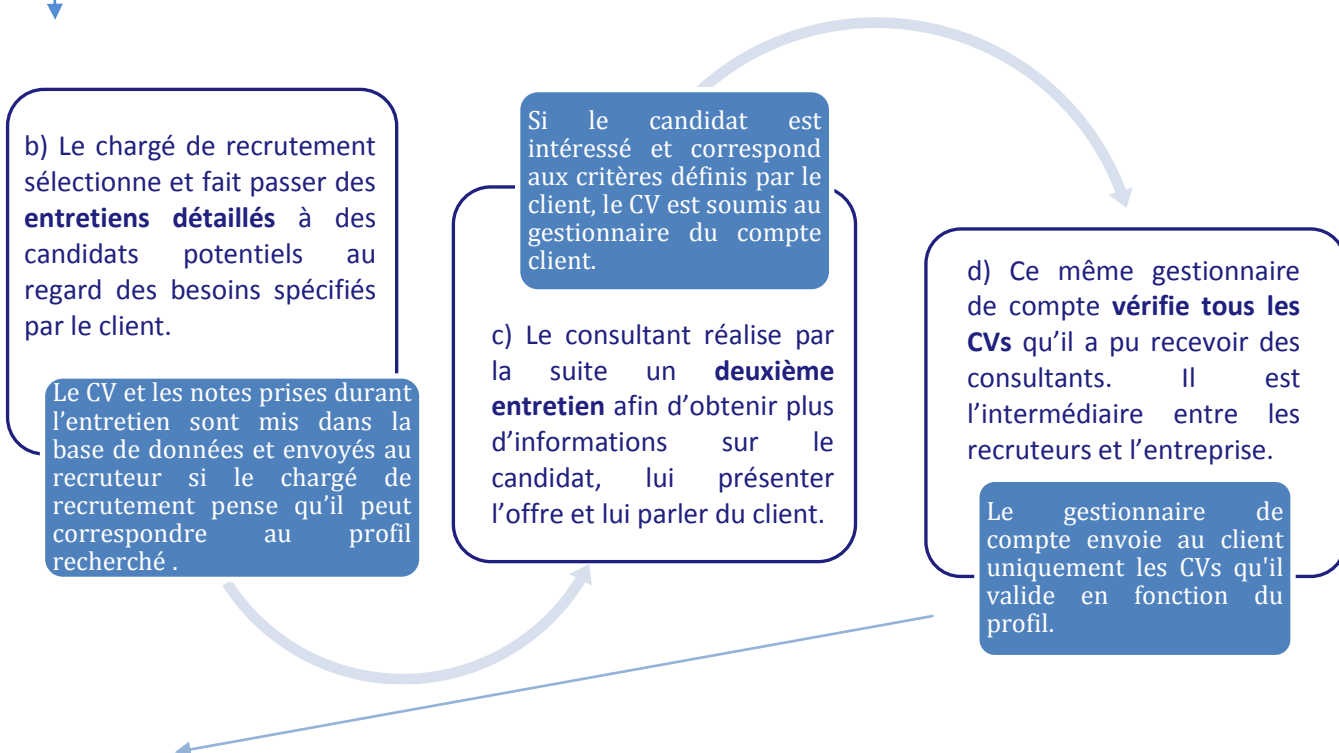 b) Le chargé de recrutement
sélectionne et fait passer des
entretiens détaillés à des
candidats potentiels au
regard des besoins spécifiés
par le client.
Le CV et les notes prises durant
l’entretien sont mis dans la
base de données et envoyés au
recruteur si le chargé de
recrutement pense qu’il peut
correspondre au profil
recherché .
Si le candidat est
intéressé et correspond
aux critères définis par le
client, le CV est soumis au
gestionnaire du compte
client.
c) Le consultant réalise par
la suite un deuxième
entretien afin d’obtenir plus
d’informations sur le
candidat, lui présenter
l’offre et lui parler du client.
d) Ce même gestionnaire
de compte vérifie tous les
CVs qu’il a pu recevoir des
consultants. Il est
l’intermédiaire entre les
recruteurs et l’entreprise.
Le gestionnaire de
compte envoie au client
uniquement les CVs qu'il
valide en fonction du
profil.